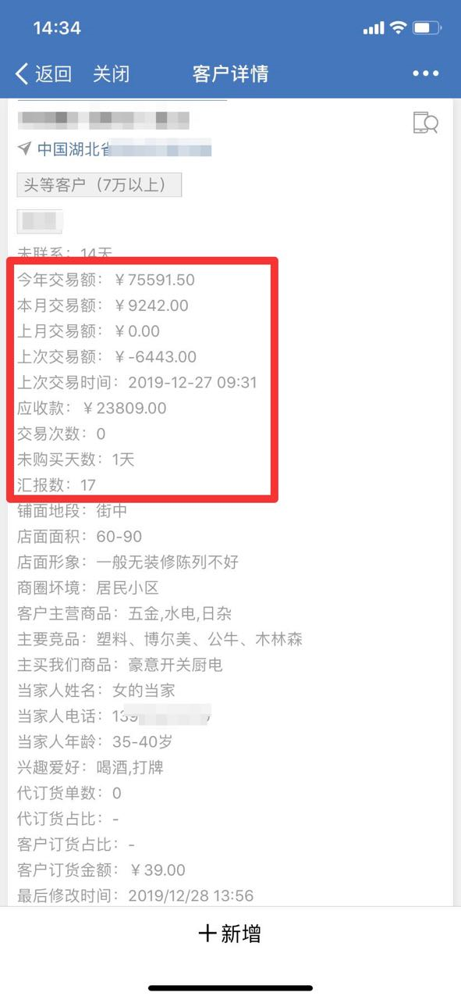 14:34
返回 关闭 客户详情
中国湖北省
头等客户（7万以上）
未联系：14天
今年交易额：￥75591.50
本月交易额：￥9242.00
上月交易额：￥0.00
上次交易额：￥-6443.00
上次交易时间：2019-12-27 09:31
应收款：￥23809.00
交易次数：0
未购买天数：1天
汇报数：17
铺面地段：街中
店面面积：60-90
店面形象：一般无装修陈列不好
商圈坏境：居民小区
客户主营商品：五金,水电,日杂
主要竞品：塑料、博尔美、公牛、木林森
主买我们商品：豪意开关厨电
当家人姓名：女的当家
当家人电话：139
当家人年龄：35-40岁
兴趣爱好：喝酒,打牌
代订货单数：0
代订货占比：-
客户订货占比：-
客户订货金额：￥39.00
最后修改时间：2019/12/28 13:56
十新增